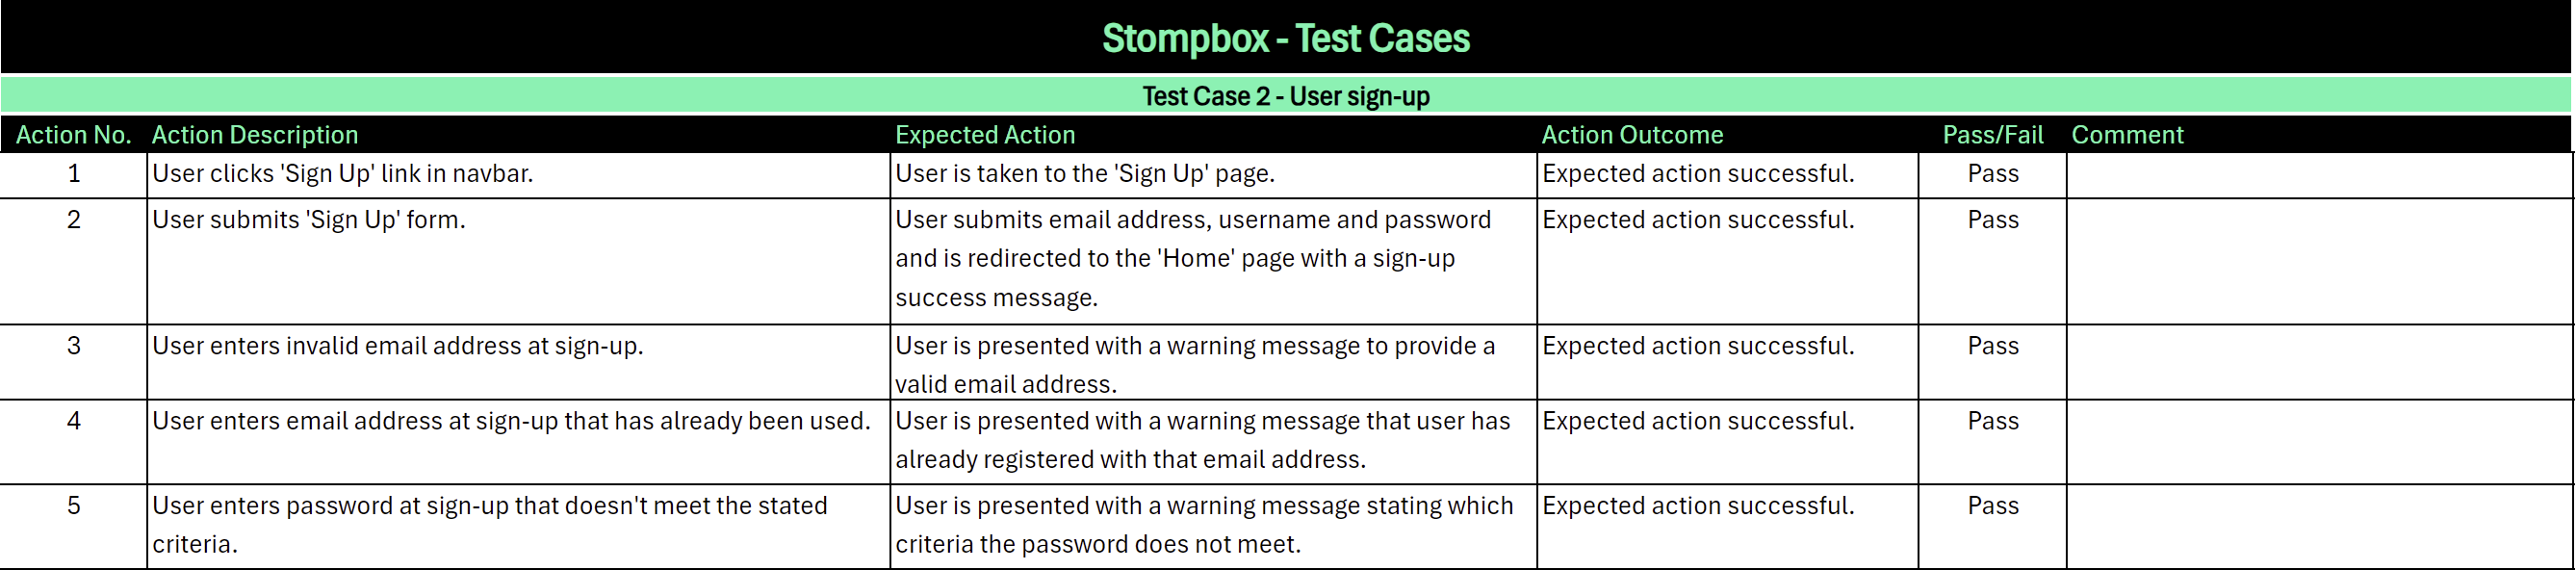 Stompbox - Test Cases
Test Case 2 - User sign-up
Action No. Action Description Expected Action Action Outcome Pass/Fail Comment
1 User clicks 'Sign Up' link in navbar. User is taken to the 'Sign Up' page. Expected action successful. Pass
2 User submits 'Sign Up' form. User submits email address, username and password Expected action successful. Pass
and is redirected to the 'Home' page with a sign-up
success message.
3 User enters invalid email address at sign-up. User is presented with a warning message to provide a Expected action successful. Pass
valid email address.
4 User enters email address at sign-up that has already been used. User is presented with a warning message that user has Expected action successful. Pass
already registered with that email address.
5 User enters password at sign-up that doesn't meet the stated User is presented with a warning message stating which Expected action successful. Pass
criteria. criteria the password does not meet.